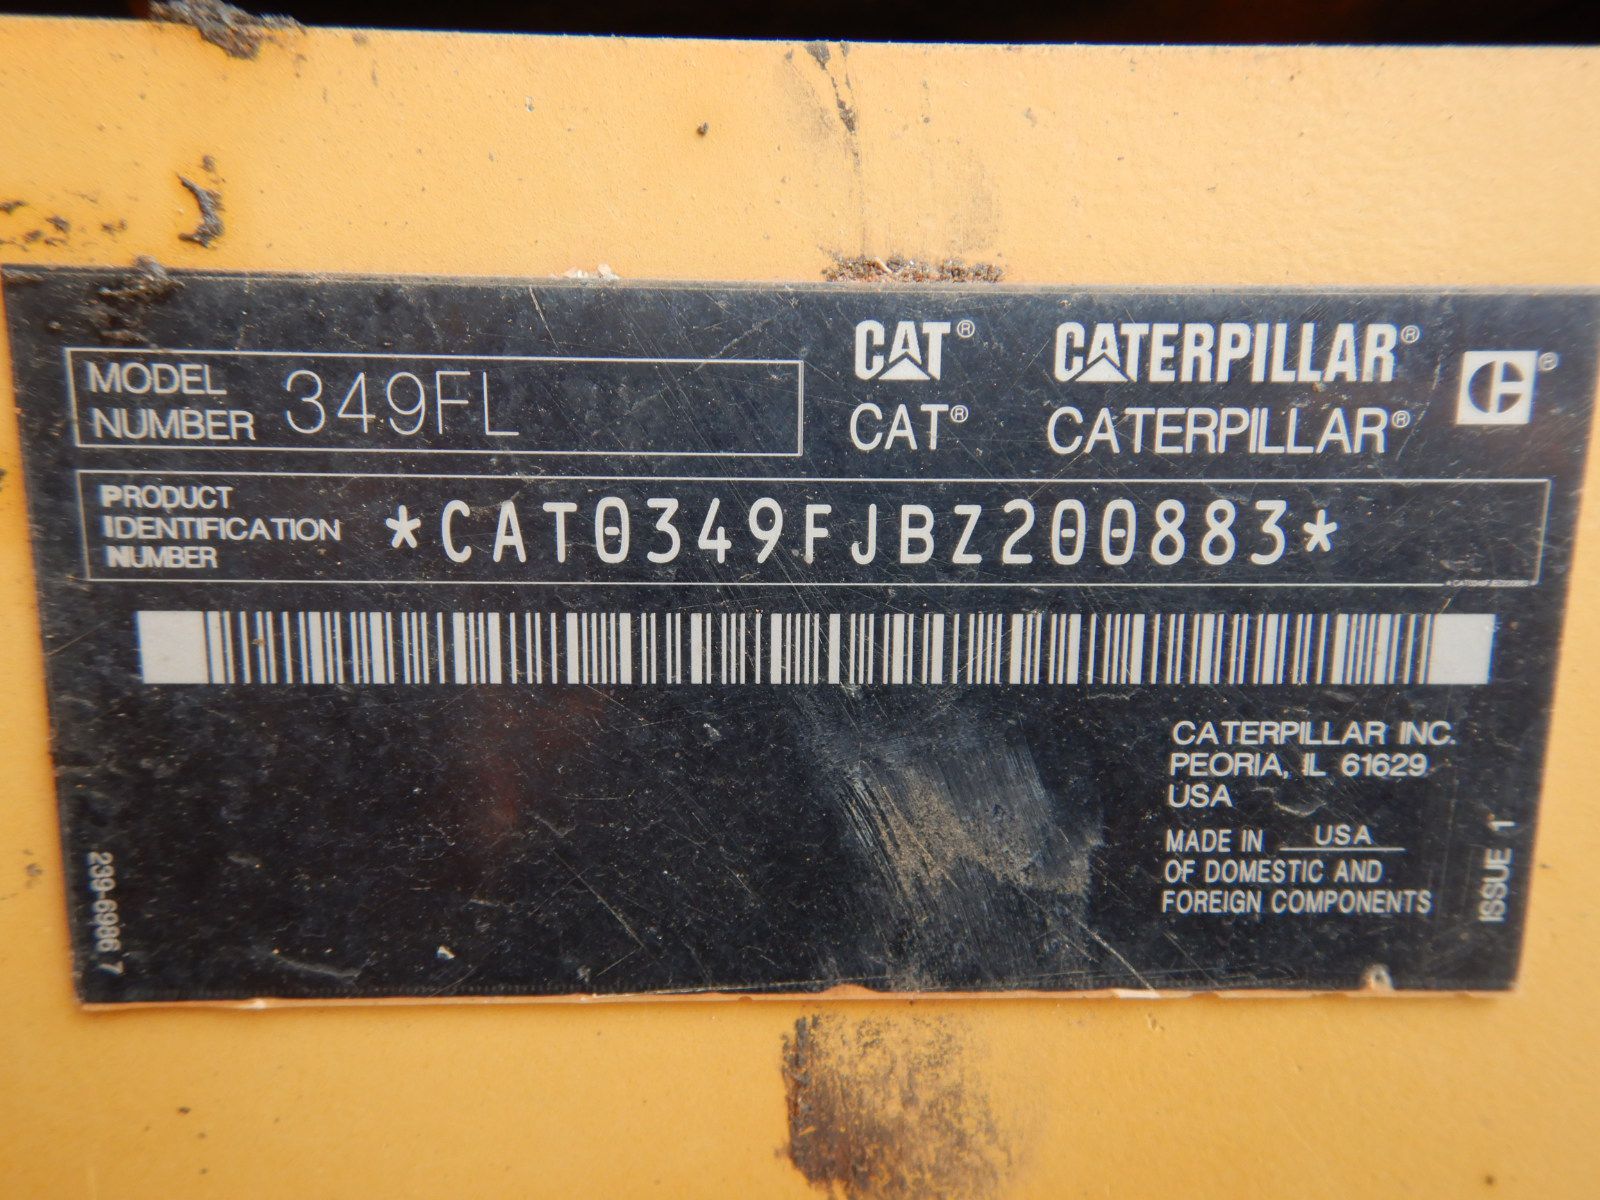 CAT® CATERPILLAR®
CAT® CATERPILLAR®
C®
MODEL NUMBER 349FL
PRODUCT
IDENTIFICATION
NUMBER
*CAT0349FJBZ200883*
CATERPILLAR INC.
PEORIA, IL 61629
USA
MADE IN USA
OF DOMESTIC AND
FOREIGN COMPONENTS
ISSUE 1
239-6986 7